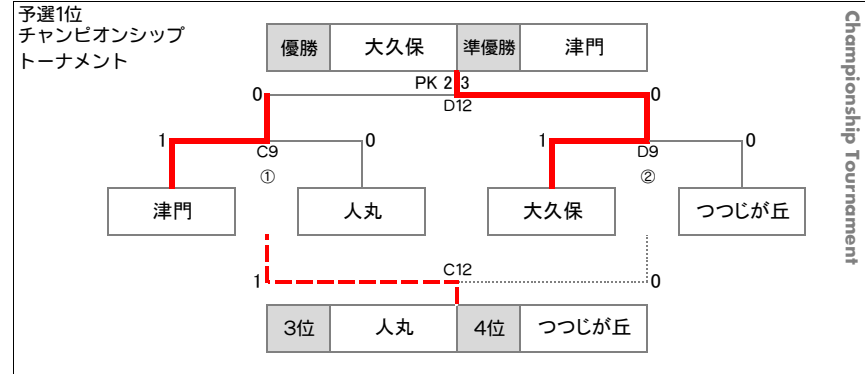 予選1位
チャンピオンシップ
トーナメント
優勝 大久保 準優勝 津門
PK 2 3
0 0
D12
1 0 1 0
C9 D9
① ②
津門 人丸 大久保 つつじが丘
C12
1 0
3位 人丸 4位 つつじが丘
Championship Tournament